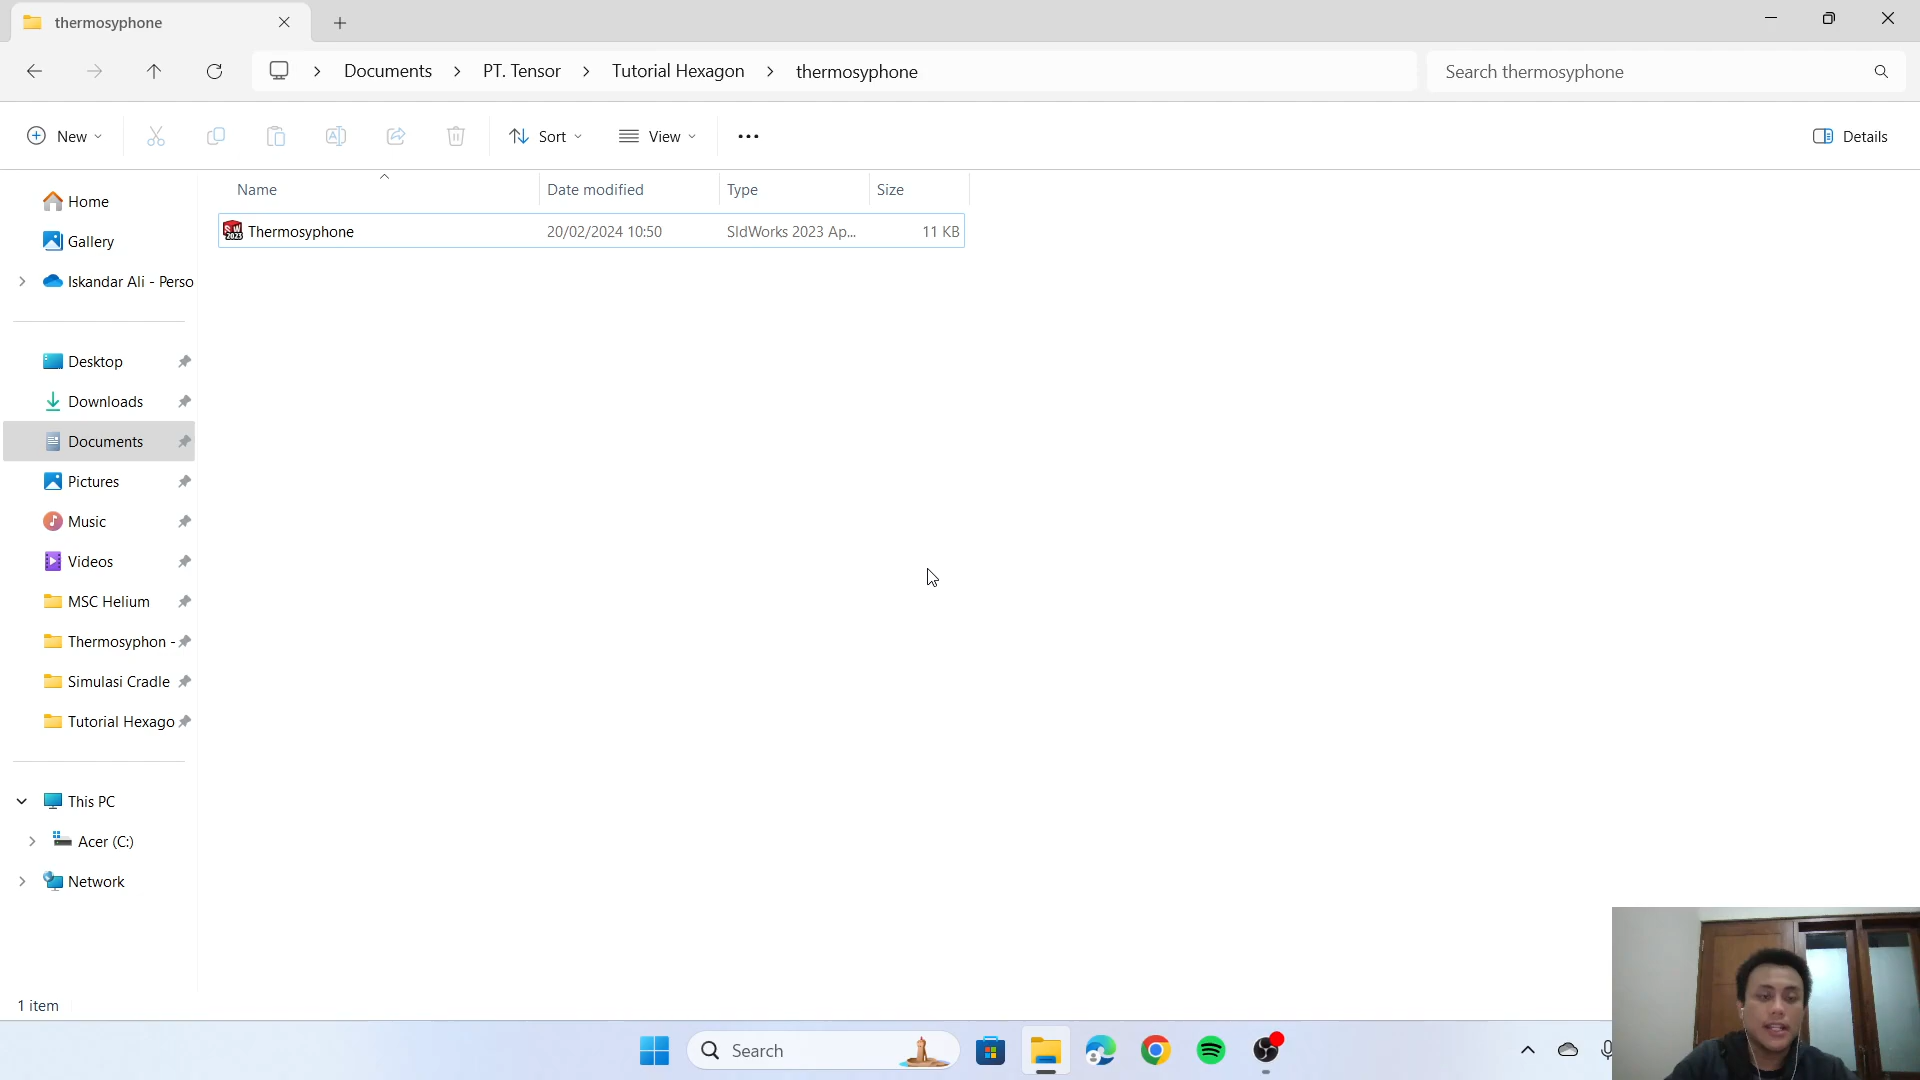 thermosyphone
Documents > PT. Tensor > Tutorial Hexagon > thermosyphone
Search thermosyphone
New
Sort
View
Details
Name
Date modified
Type
Size
Thermosyphone
20/02/2024 10:50
SldWorks 2023 Ap...
11 KB
Home
Gallery
Iskandar Ali - Perso
Desktop
Downloads
Documents
Pictures
Music
Videos
MSC Helium
Thermosyphon -
Simulasi Cradle
Tutorial Hexago
This PC
Acer (C:)
Network
1 item
Search